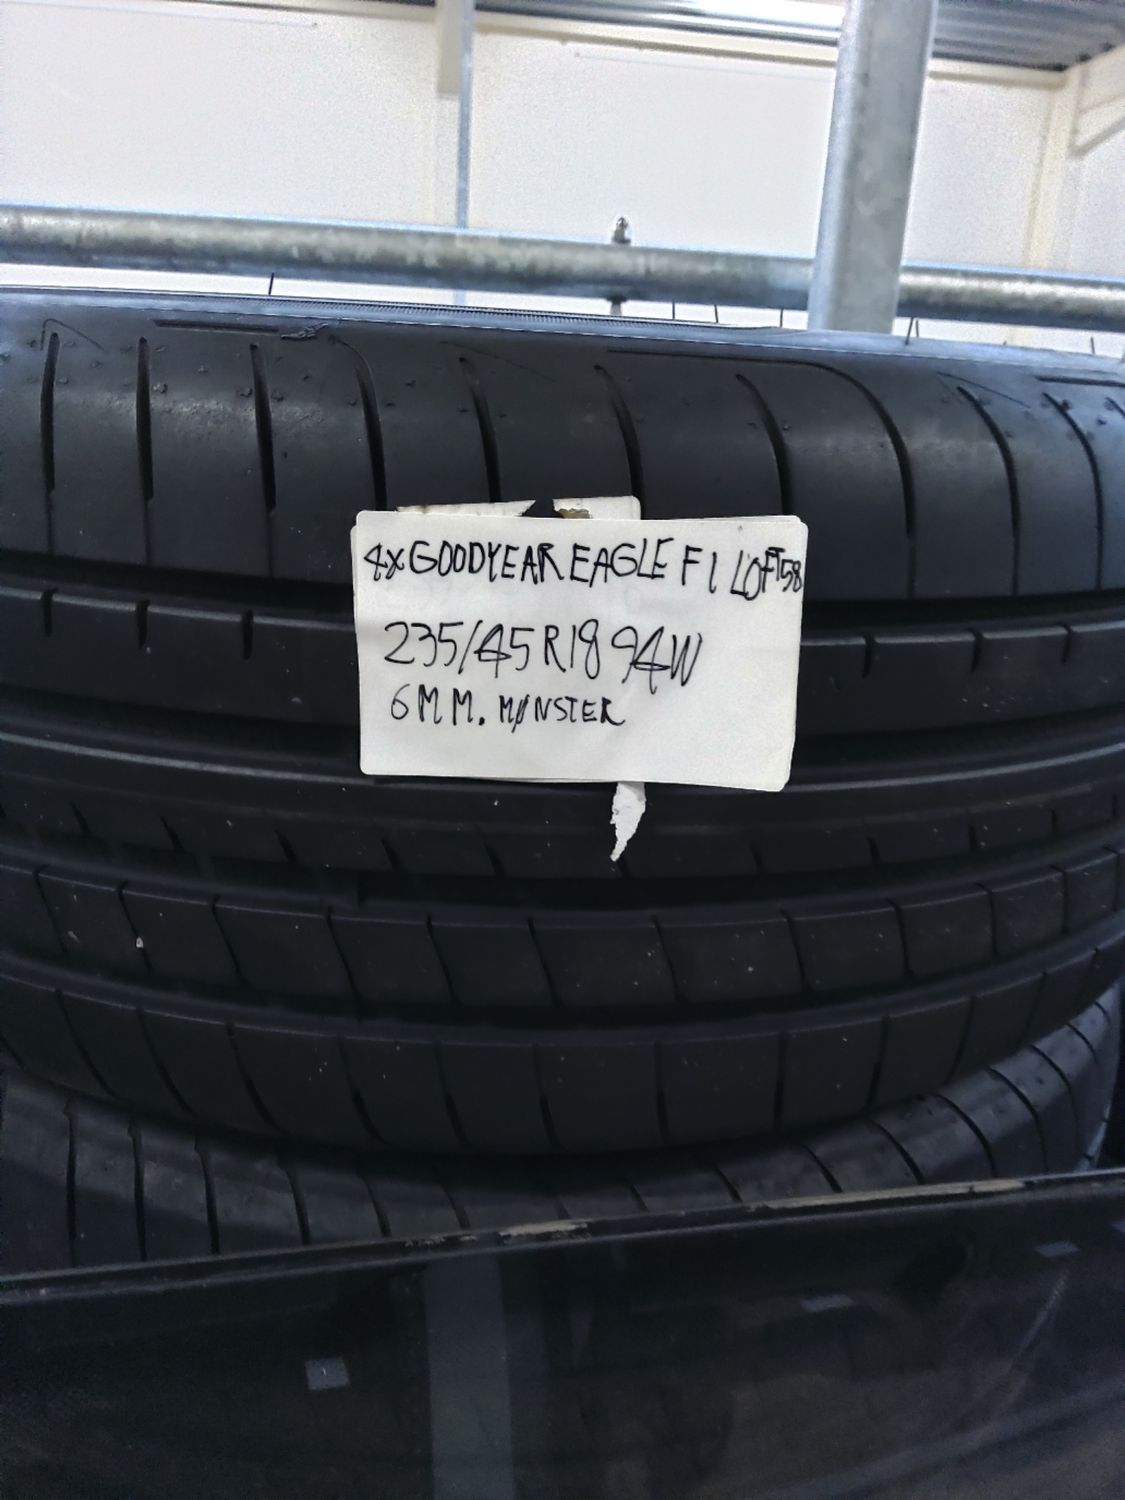 4X GOODYEAR EAGLE F1 LOFT58
235/45 R18 94W
6MM. MØNSTER